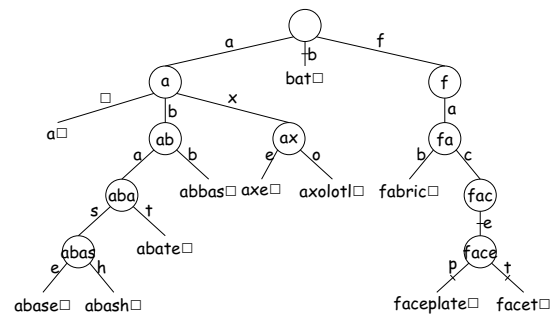 a b f
bat□
a f
□ b x a
a□ ab ax fa
a b e o b c
abbas□ axe□ axolotl□ fabric□
aba fac
s t e
abate□
abas face
e h p t
abase□ abash□ faceplate□ facet□